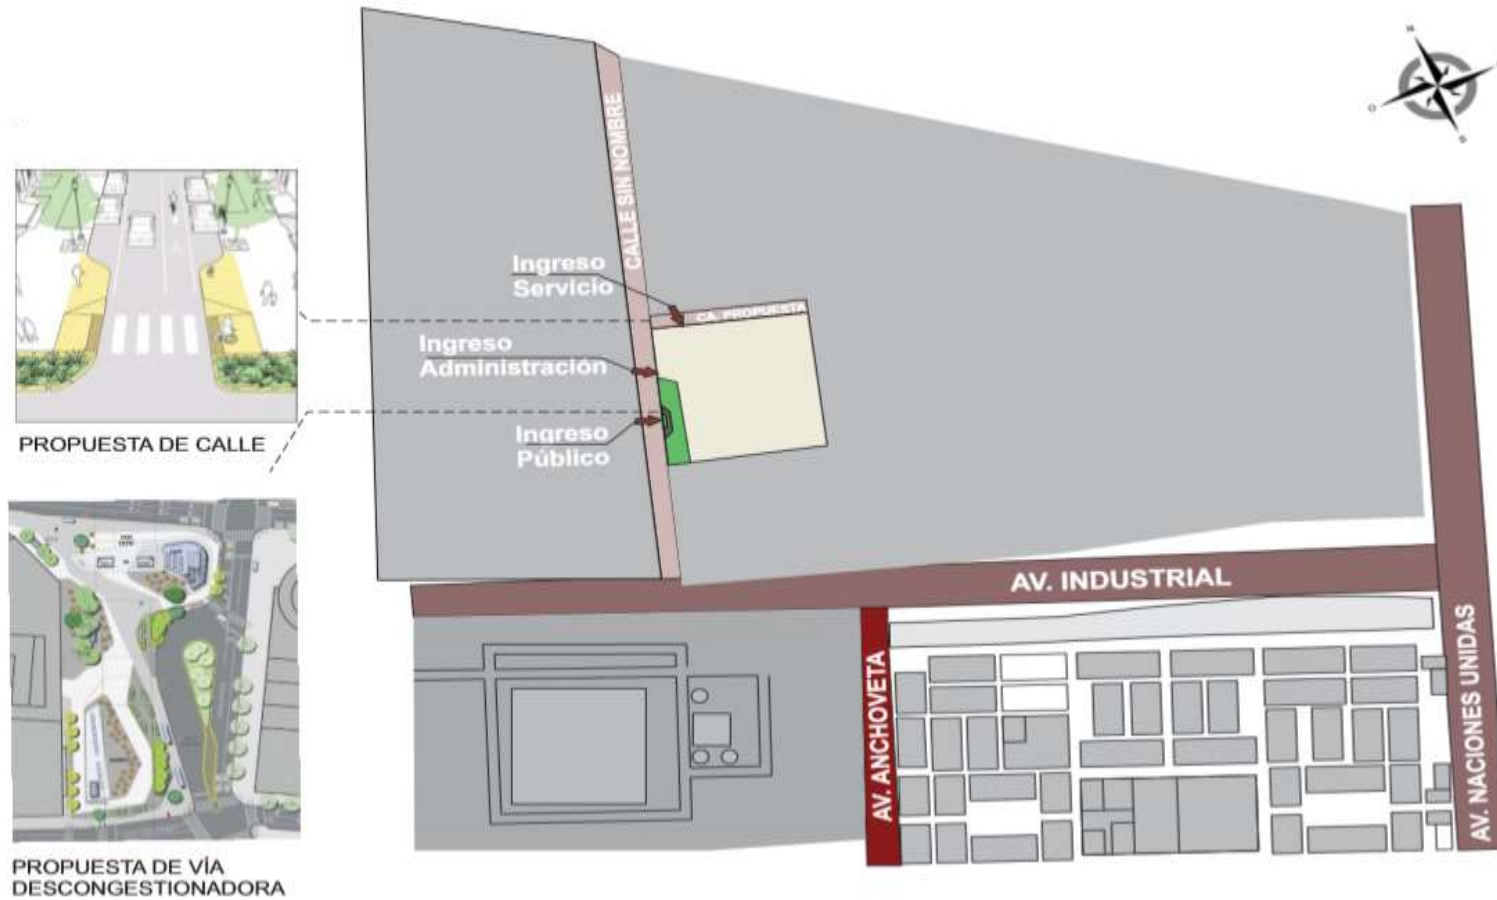 CALLE SIN NOMBRE
Ingreso
Servicio
CA. PROPUESTA
Ingreso
Administración
Ingreso
Público
PROPUESTA DE CALLE
AV. INDUSTRIAL
AV. ANCHOVETA
AV. NACIONES UNIDAS
PROPUESTA DE VÍA
DESCONGESTIONADORA